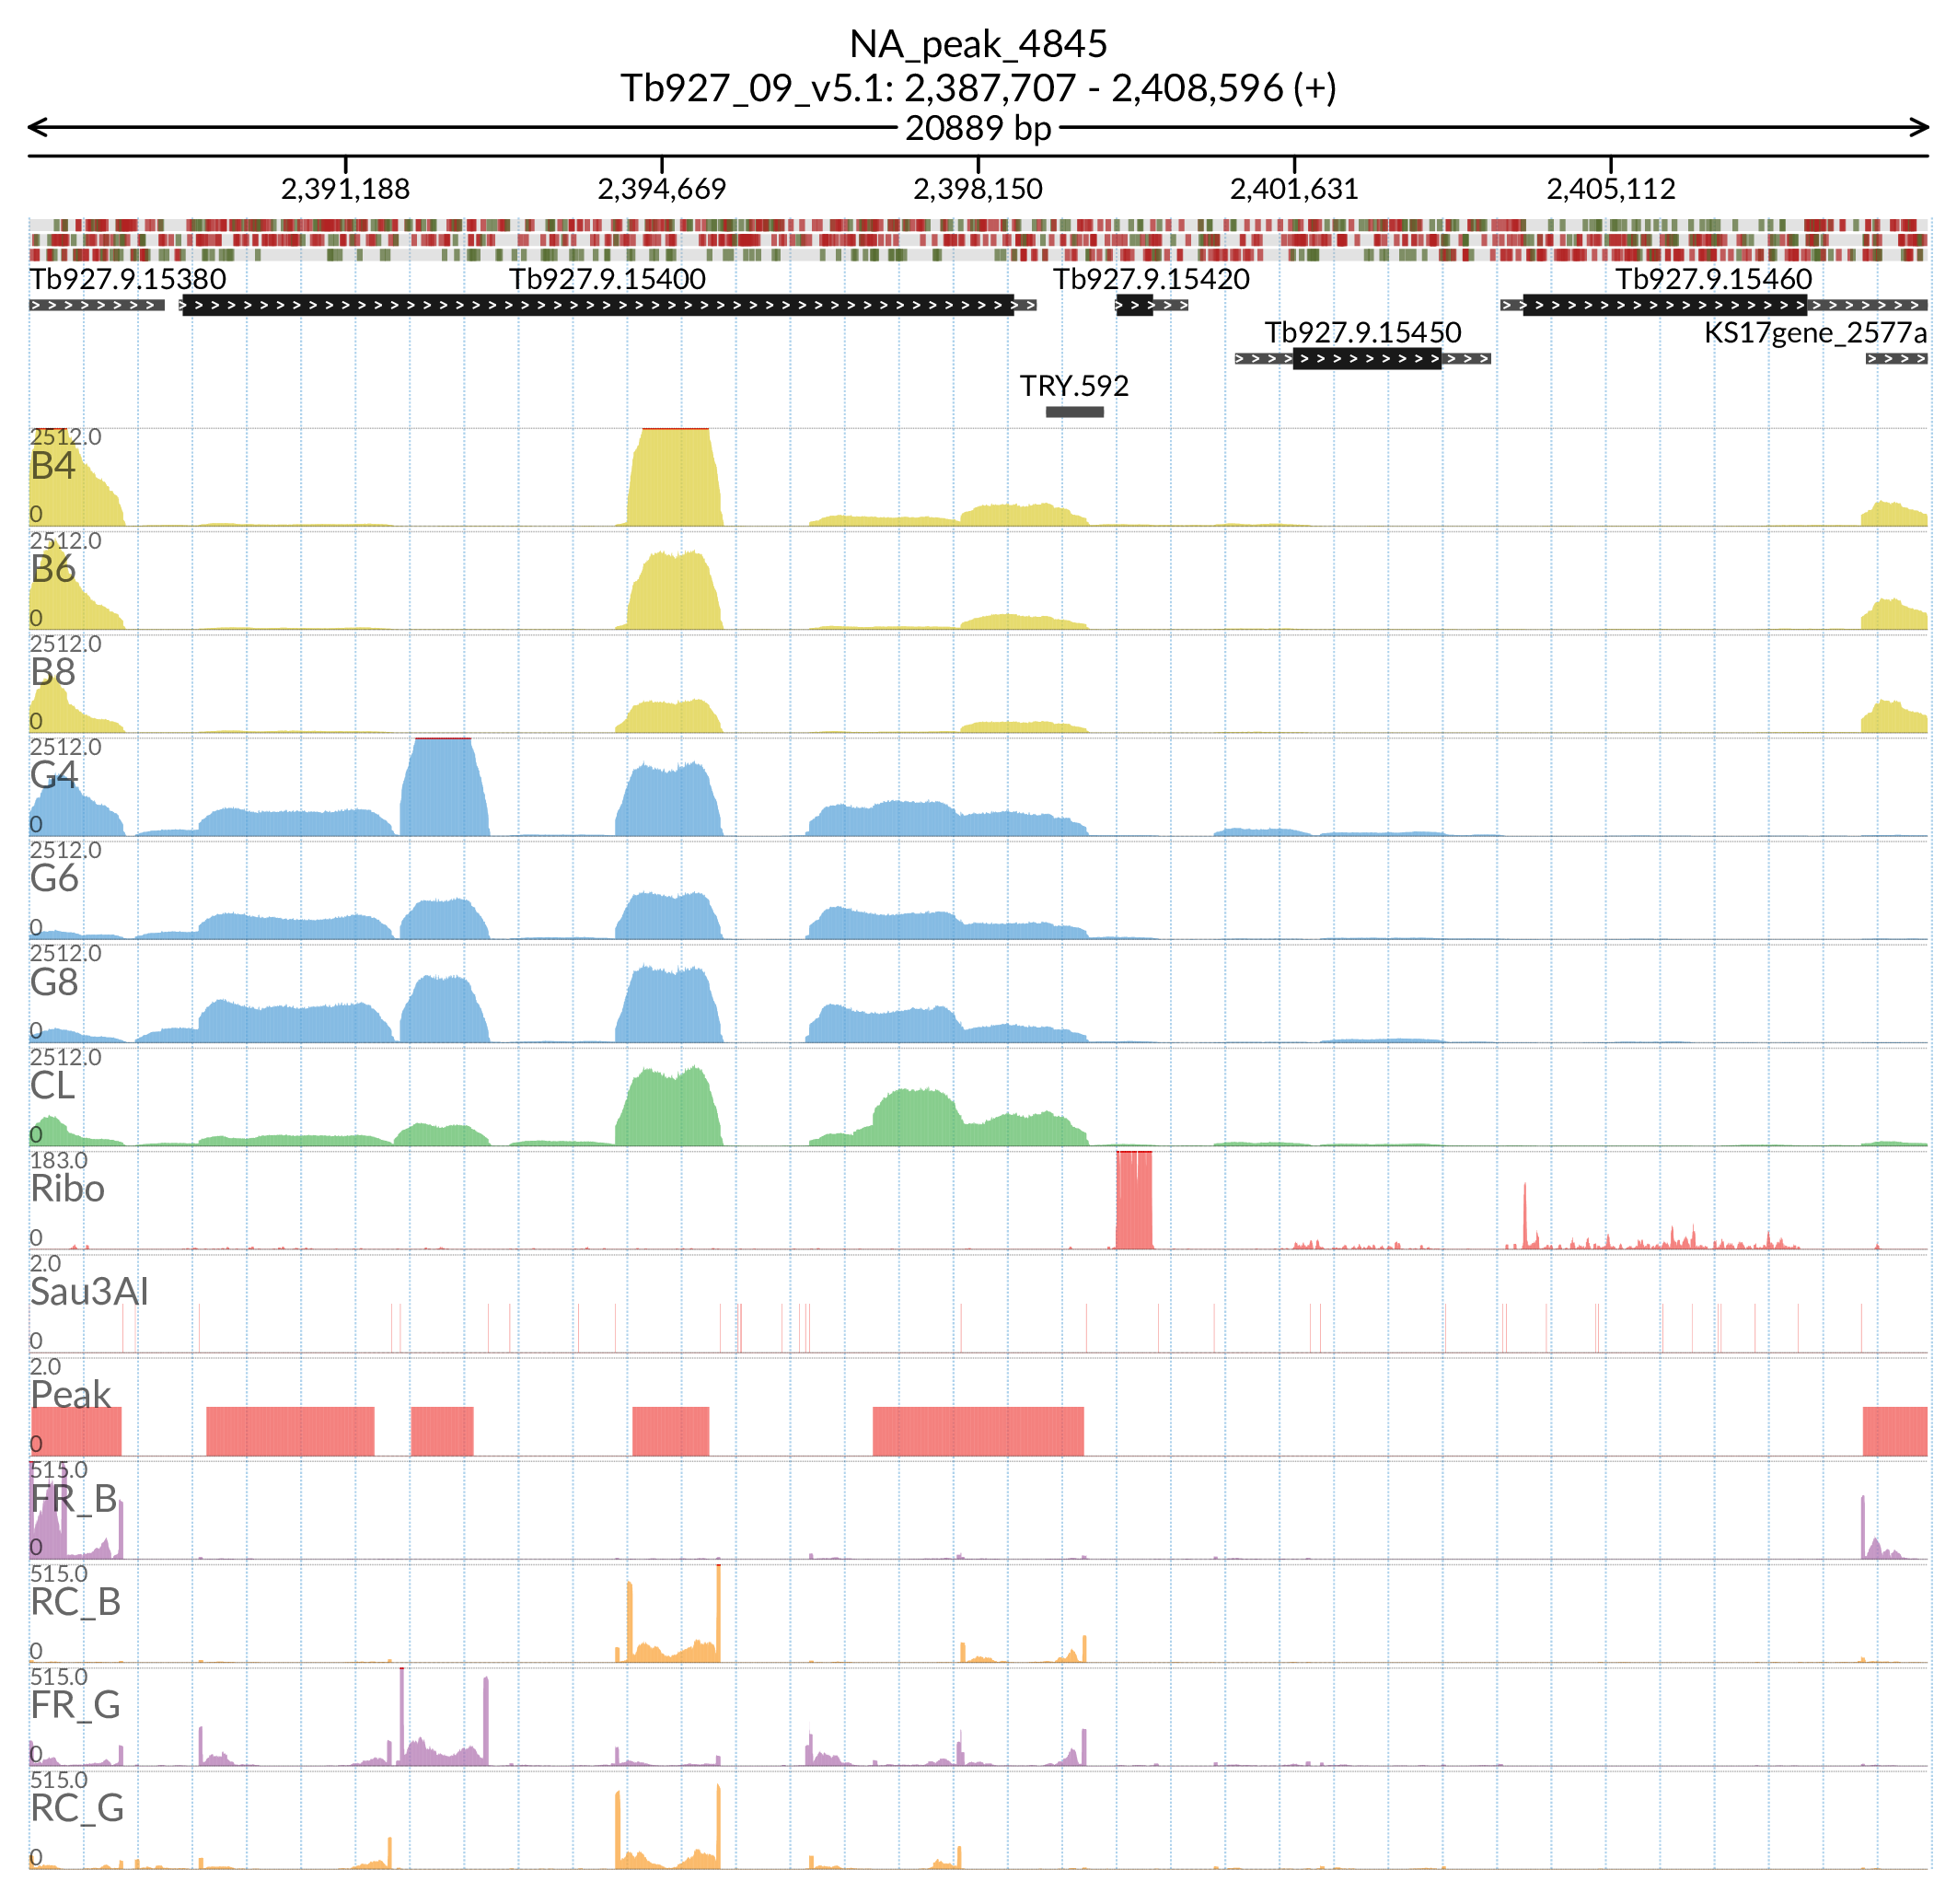 NA_peak_4845
Tb927_09_v5.1: 2,387,707 - 2,408,596 (+)
20889 bp
2,391,188 2,394,669 2,398,150 2,401,631 2,405,112
Tb927.9.15380 Tb927.9.15400 Tb927.9.15420 Tb927.9.15460
Tb927.9.15450 KS17gene_2577a
TRY.592
2512.0
B4
0
2512.0
B6
0
2512.0
B8
0
2512.0
G4
0
2512.0
G6
0
2512.0
G8
0
2512.0
CL
0
183.0
Ribo
0
2.0
Sau3AI
0
2.0
Peak
0
515.0
FR_B
0
515.0
RC_B
0
515.0
FR_G
0
515.0
RC_G
0